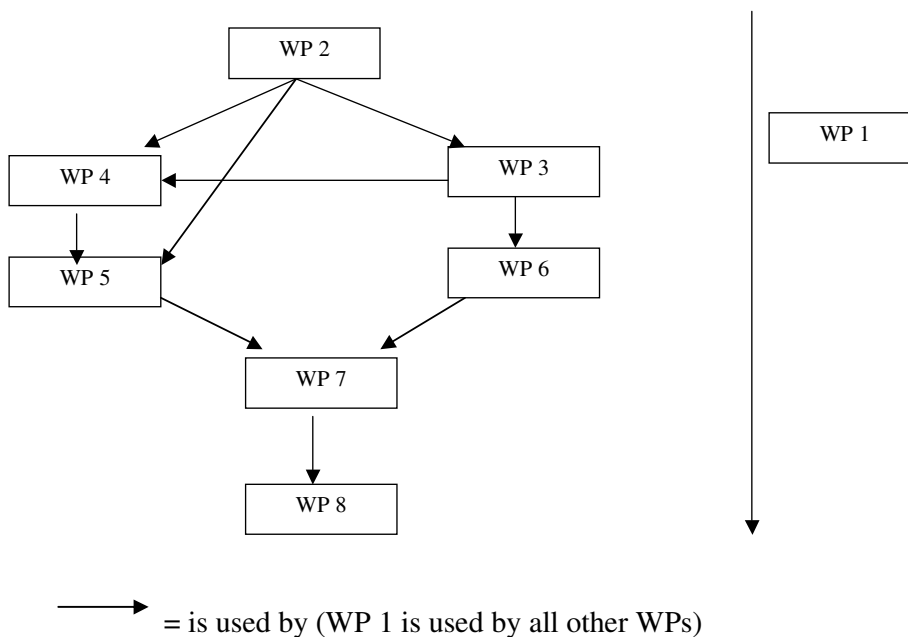 WP 2
WP 1
WP 4
WP 3
WP 5
WP 6
WP 7
WP 8
= is used by (WP 1 is used by all other WPs)